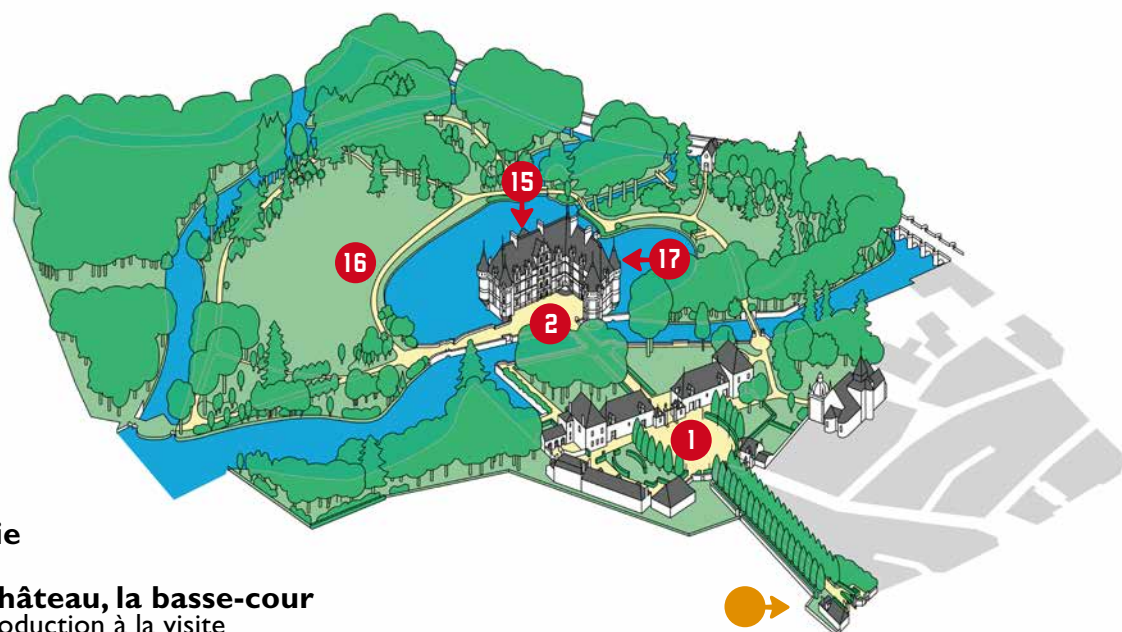 15
16
17
2
1
ie
hâteau, la basse-cour
oduction à la visite